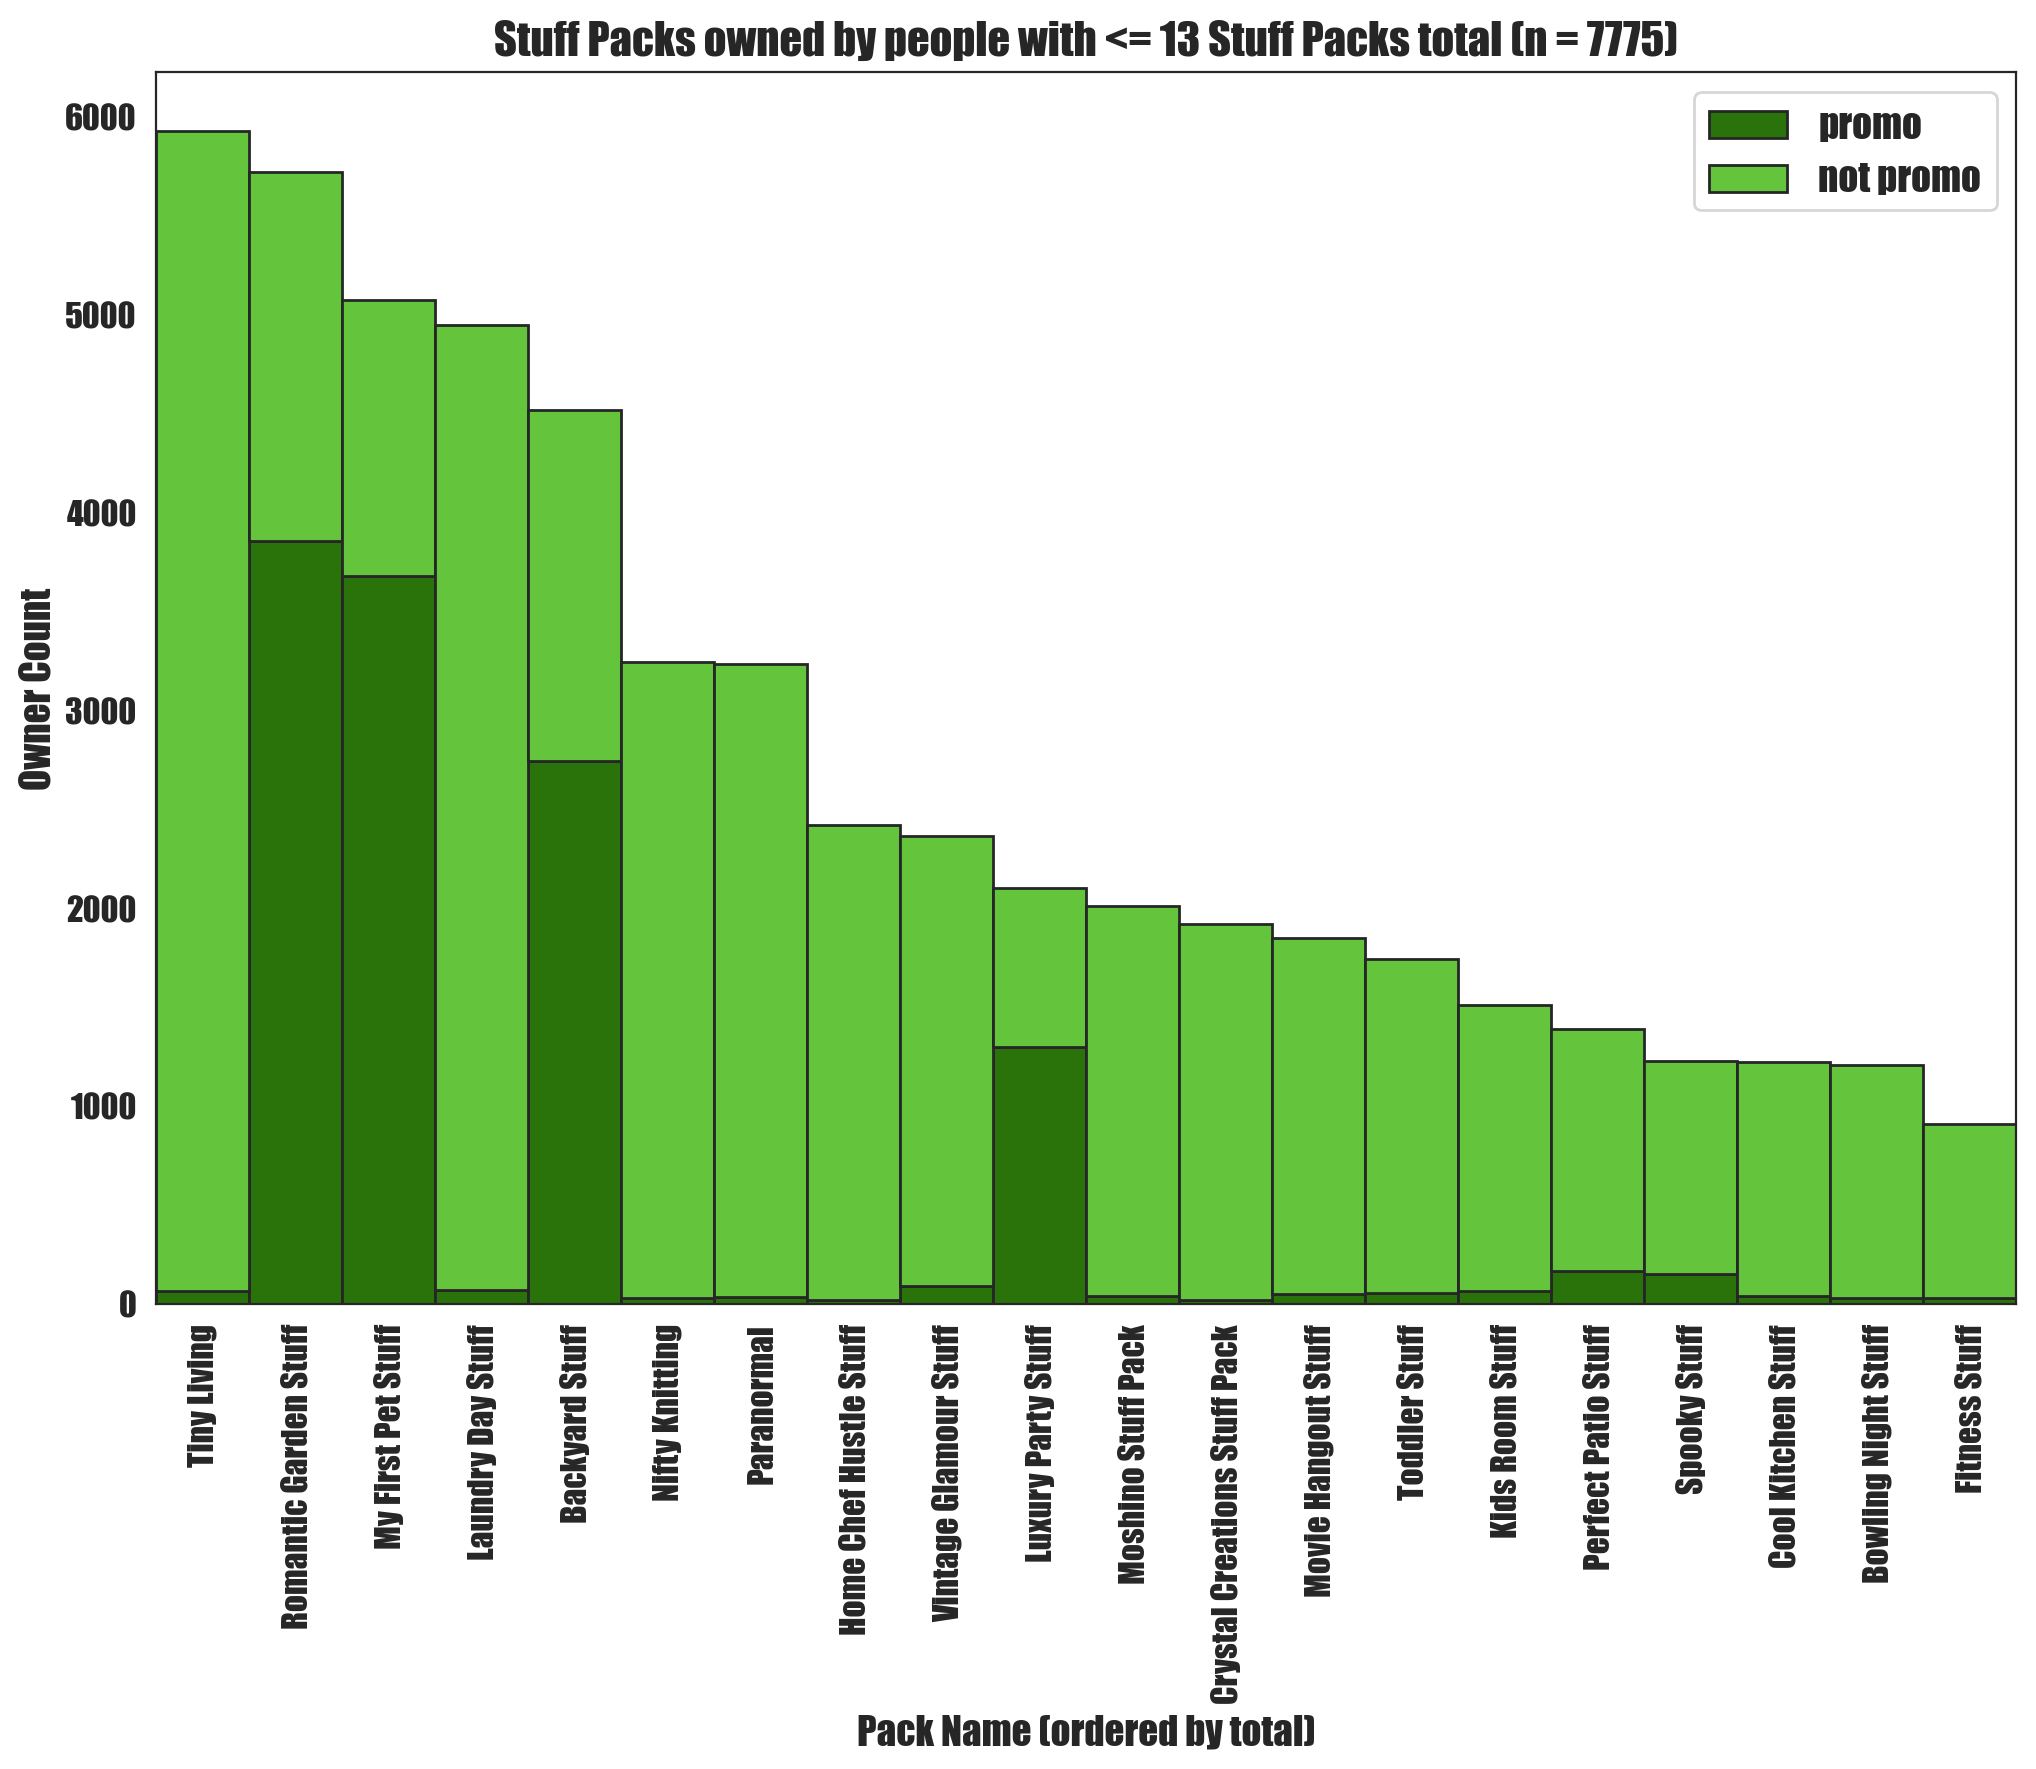 Stuff Packs owned by people with <= 13 Stuff Packs total (n = 7775)
promo
not promo
Owner Count
6000
5000
4000
3000
2000
1000
0
Tiny Living
Romantic Garden Stuff
My First Pet Stuff
Laundry Day Stuff
Backyard Stuff
Nifty Knitting
Paranormal
Home Chef Hustle Stuff
Vintage Glamour Stuff
Luxury Party Stuff
Moshino Stuff Pack
Crystal Creations Stuff Pack
Movie Hangout Stuff
Toddler Stuff
Kids Room Stuff
Perfect Patio Stuff
Spooky Stuff
Cool Kitchen Stuff
Bowling Night Stuff
Fitness Stuff
Pack Name (ordered by total)